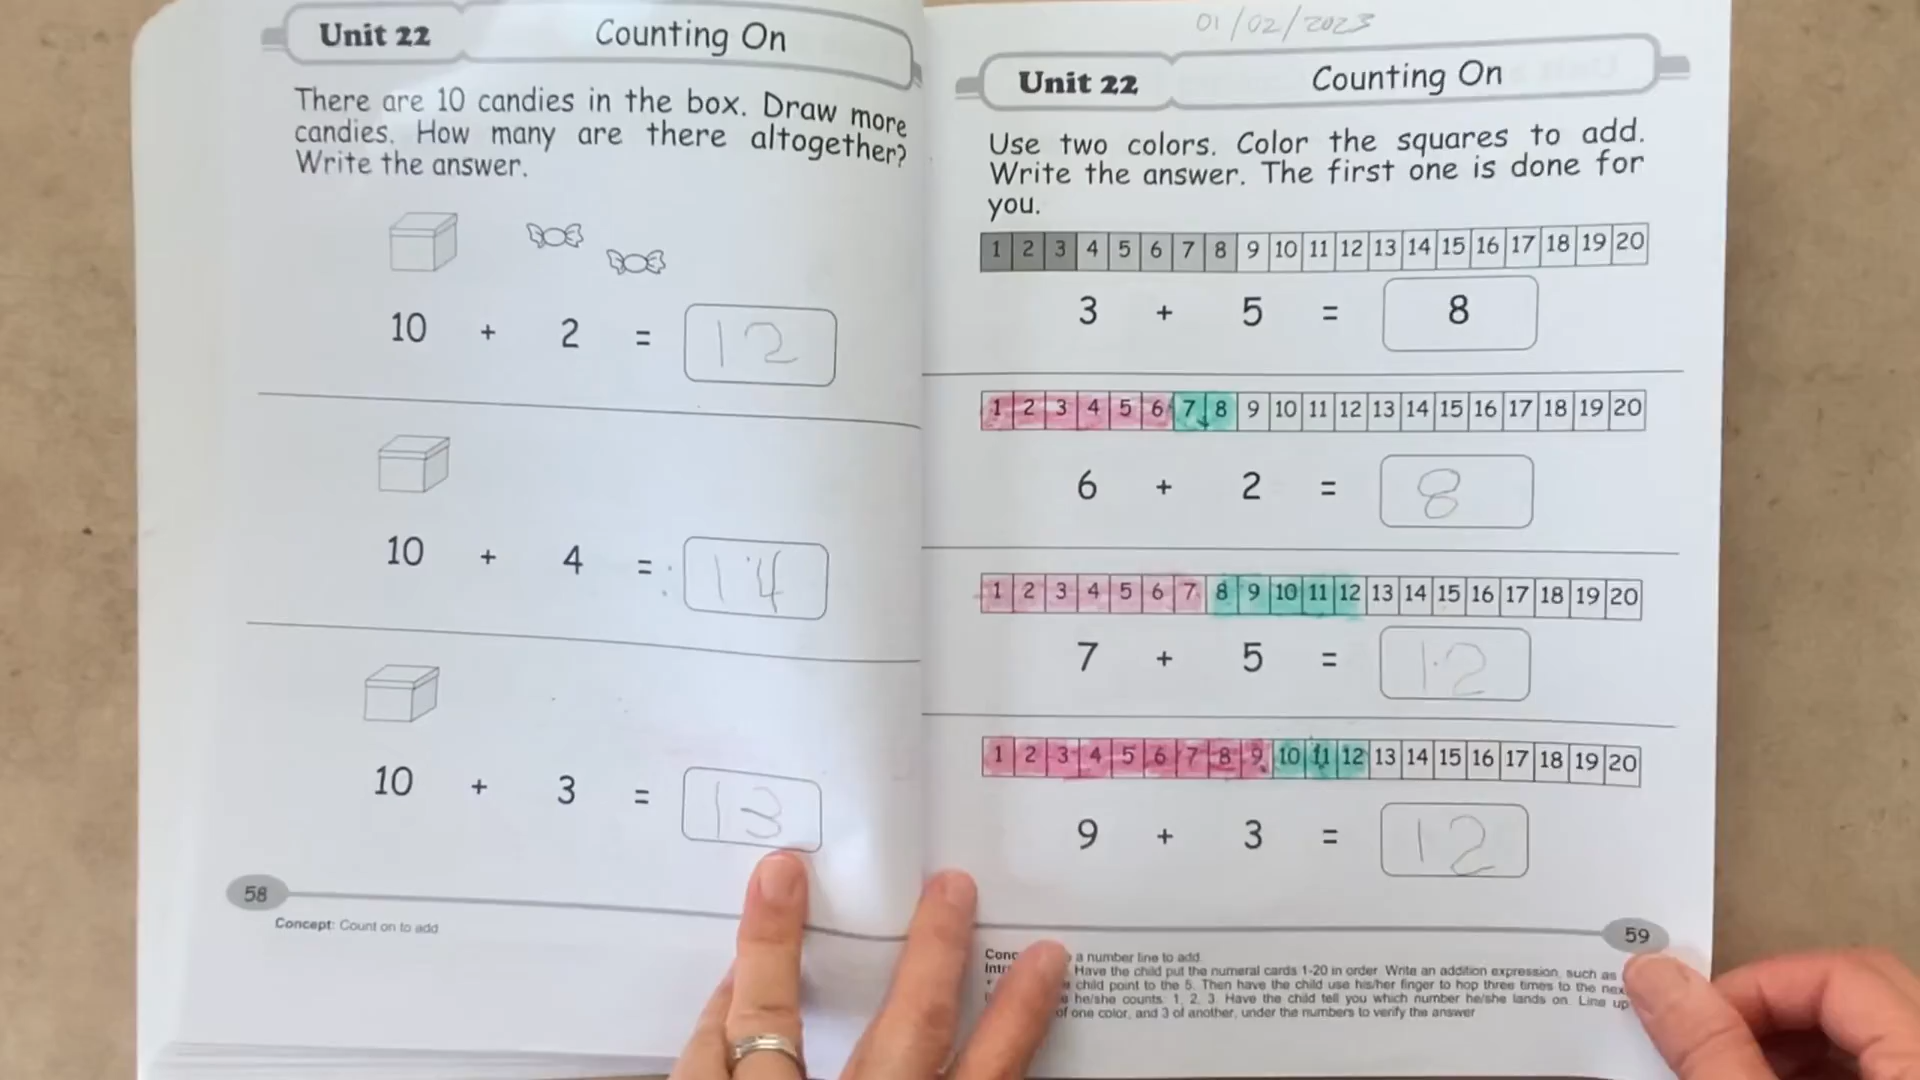 Unit 22 Counting On
There are 10 candies in the box. Draw more
candies. How many are there altogether?
Write the answer.
10 + 2 = 12
10 + 4 = 14
10 + 3 = 13
58
Concept: Count on to add
01/02/2023
Unit 22 Counting On
Use two colors. Color the squares to add.
Write the answer. The first one is done for
you.
1 2 3 4 5 6 7 8 9 10 11 12 13 14 15 16 17 18 19 20
3 + 5 = 8
1 2 3 4 5 6 7 8 9 10 11 12 13 14 15 16 17 18 19 20
6 + 2 = 8
1 2 3 4 5 6 7 8 9 10 11 12 13 14 15 16 17 18 19 20
7 + 5 = 12
1 2 3 4 5 6 7 8 9 10 11 12 13 14 15 16 17 18 19 20
9 + 3 = 12
59
a number line to add.
Have the child put the numeral cards 1-20 in order. Write an addition expression, such as
child point to the 5. Then have the child use his/her finger to hop three times to the
he/she counts: 1, 2, 3. Have the child tell you which number he/she lands on. Line up
of one color, and 3 of another, under the numbers to verify the answer